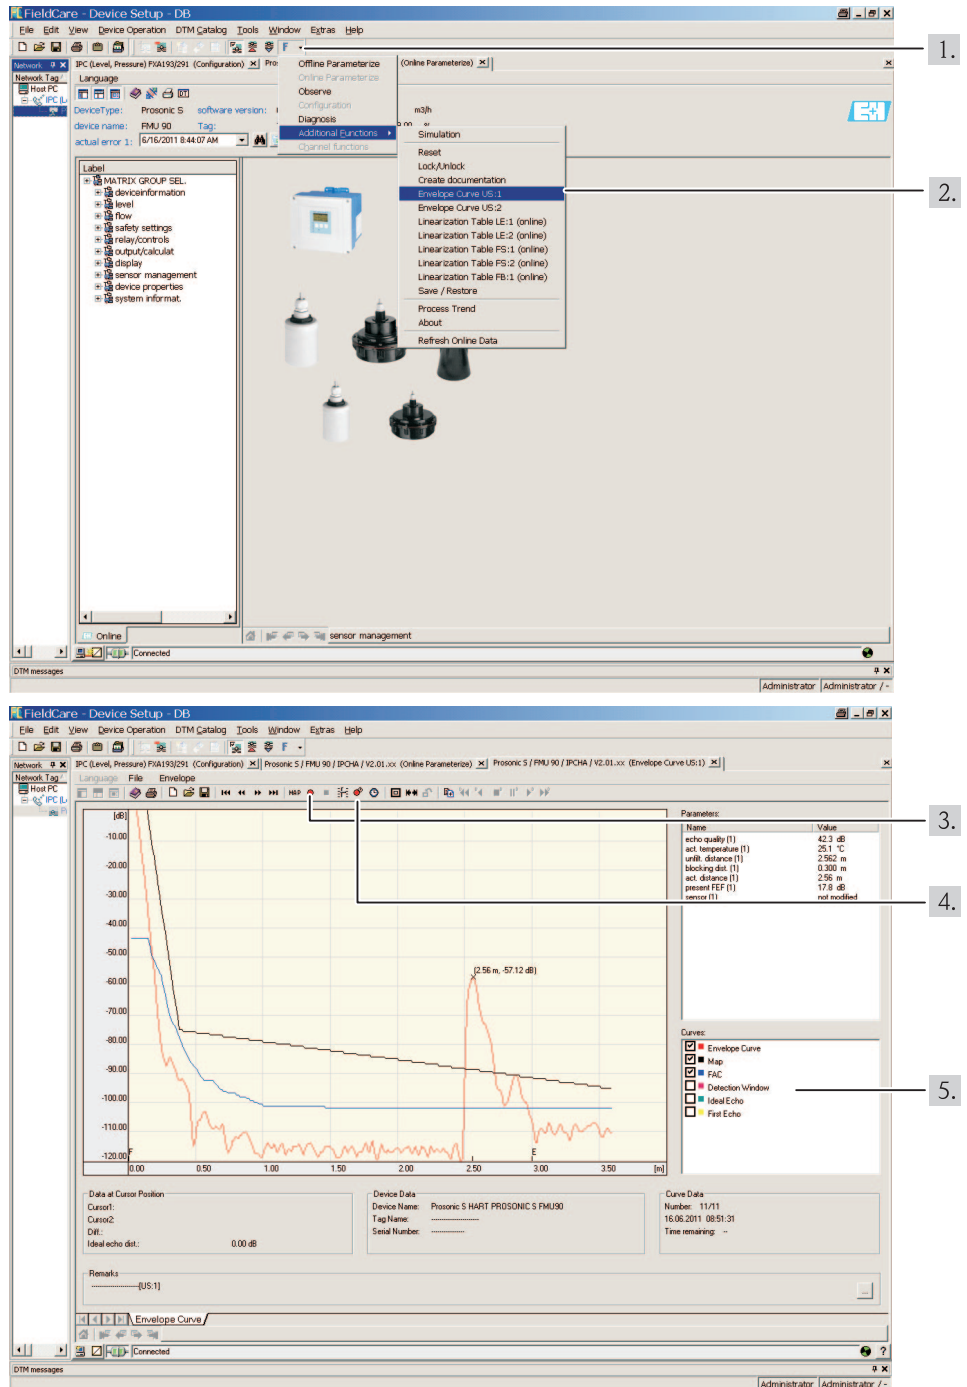 FieldCare - Device Setup - DB
File Edit View Device Operation DTM Catalog Tools Window Extras Help
F
1.
Network
IPC (Level, Pressure) FXA193/291 (Configuration)
(Online Parameterize)
Network Tag
Host PC
Language
DeviceType: Prosonic S software version:
m3/h
device name: FMU 90 Tag:
actual error 1: 6/16/2011 8:44:07 AM
Offline Parameterize
Online Parameterize
Observe
Configuration
Diagnosis
Additional Functions
Channel functions
Simulation
Reset
Lock/Unlock
Create documentation
Envelope Curve US:1
2.
Envelope Curve US:2
Linearization Table LE:1 (online)
Linearization Table LE:2 (online)
Linearization Table FS:1 (online)
Linearization Table FS:2 (online)
Linearization Table FB:1 (online)
Save / Restore
Process Trend
About
Refresh Online Data
Label
MATRIX GROUP SEL.
deviceinformation
level
flow
safety settings
relay/controls
output/calculat
display
sensor management
device properties
system informat.
Online
sensor management
Connected
DTM messages
Administrator Administrator / -
FieldCare - Device Setup - DB
File Edit View Device Operation DTM Catalog Tools Window Extras Help
F
Network
IPC (Level, Pressure) FXA193/291 (Configuration) Prosonic S / FMU 90 / IPCHA / V2.01.xx (Online Parameterize) Prosonic S / FMU 90 / IPCHA / V2.01.xx (Envelope Curve US:1)
Network Tag
Host PC
Language File Envelope
MAP
3.
4.
[dB]
-10.00
-20.00
-40.00
-50.00
-60.00
-70.00
-80.00
-90.00
-100.00
-110.00
-120.00
(2.56 m, -57.12 dB)
F
E
0.00 0.50 1.00 1.50 2.00 2.50 3.00 3.50 [m]
Parameters:
Name Value
echo quality (1) 42.3 dB
act. temperature (1) 25.1 °C
unfilt. distance (1) 2.562 m
blocking dist. (1) 0.300 m
act. distance (1) 2.56 m
present FEF (1) 17.8 dB
sensor (1) not modified
Curves:
Envelope Curve
Map
FAC
Detection Window
Ideal Echo
First Echo
5.
Data at Cursor Position
Cursor1:
Cursor2:
Diff.:
Ideal echo dist.: 0.00 dB
Device Data
Device Name: Prosonic S HART PROSONIC S FMU90
Tag Name: --------------------
Serial Number: --------------
Curve Data
Number: 11/11
16.06.2011 08:51:31
Time remaining: --
Remarks
--------------------(US:1)
...
Envelope Curve
Connected
DTM messages
Administrator Administrator / -